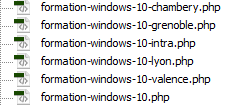 formation-windows-10-chambery.php
formation-windows-10-grenoble.php
formation-windows-10-intra.php
formation-windows-10-lyon.php
formation-windows-10-valence.php
formation-windows-10.php